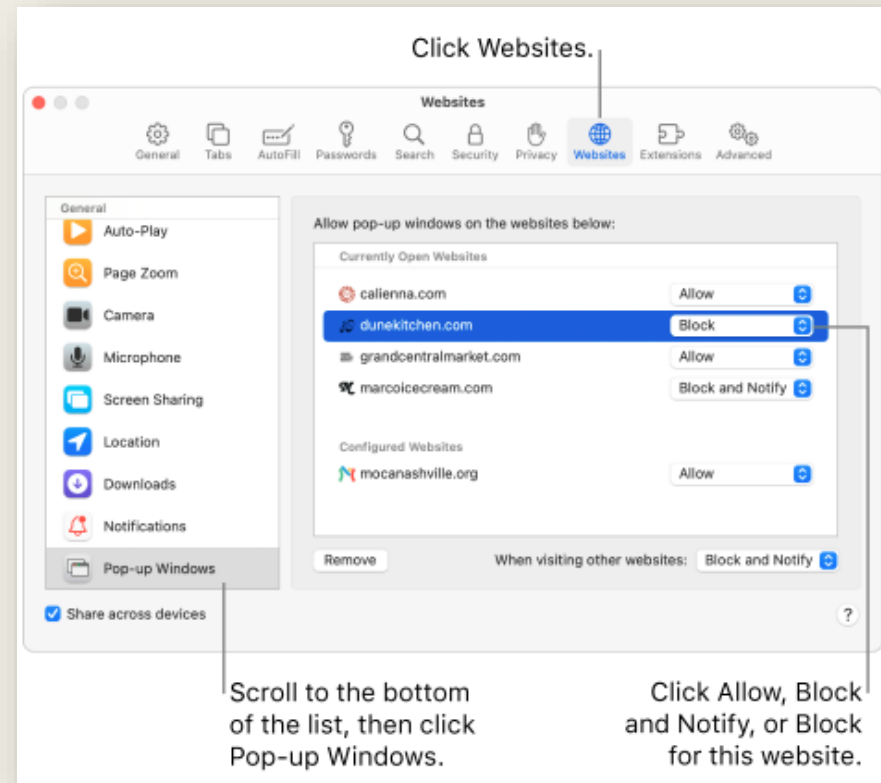 Click Websites.
Websites
General Tabs AutoFill Passwords Search Security Privacy Websites Extensions Advanced
General
Auto-Play
Page Zoom
Camera
Microphone
Screen Sharing
Location
Downloads
Notifications
Pop-up Windows
Allow pop-up windows on the websites below:
Currently Open Websites
calienna.com Allow
dunekitchen.com Block
grandcentralmarket.com Allow
marcoicecream.com Block and Notify
Configured Websites
mocanashville.org Allow
Remove When visiting other websites: Block and Notify
Share across devices ?
Scroll to the bottom
of the list, then click
Pop-up Windows.
Click Allow, Block
and Notify, or Block
for this website.